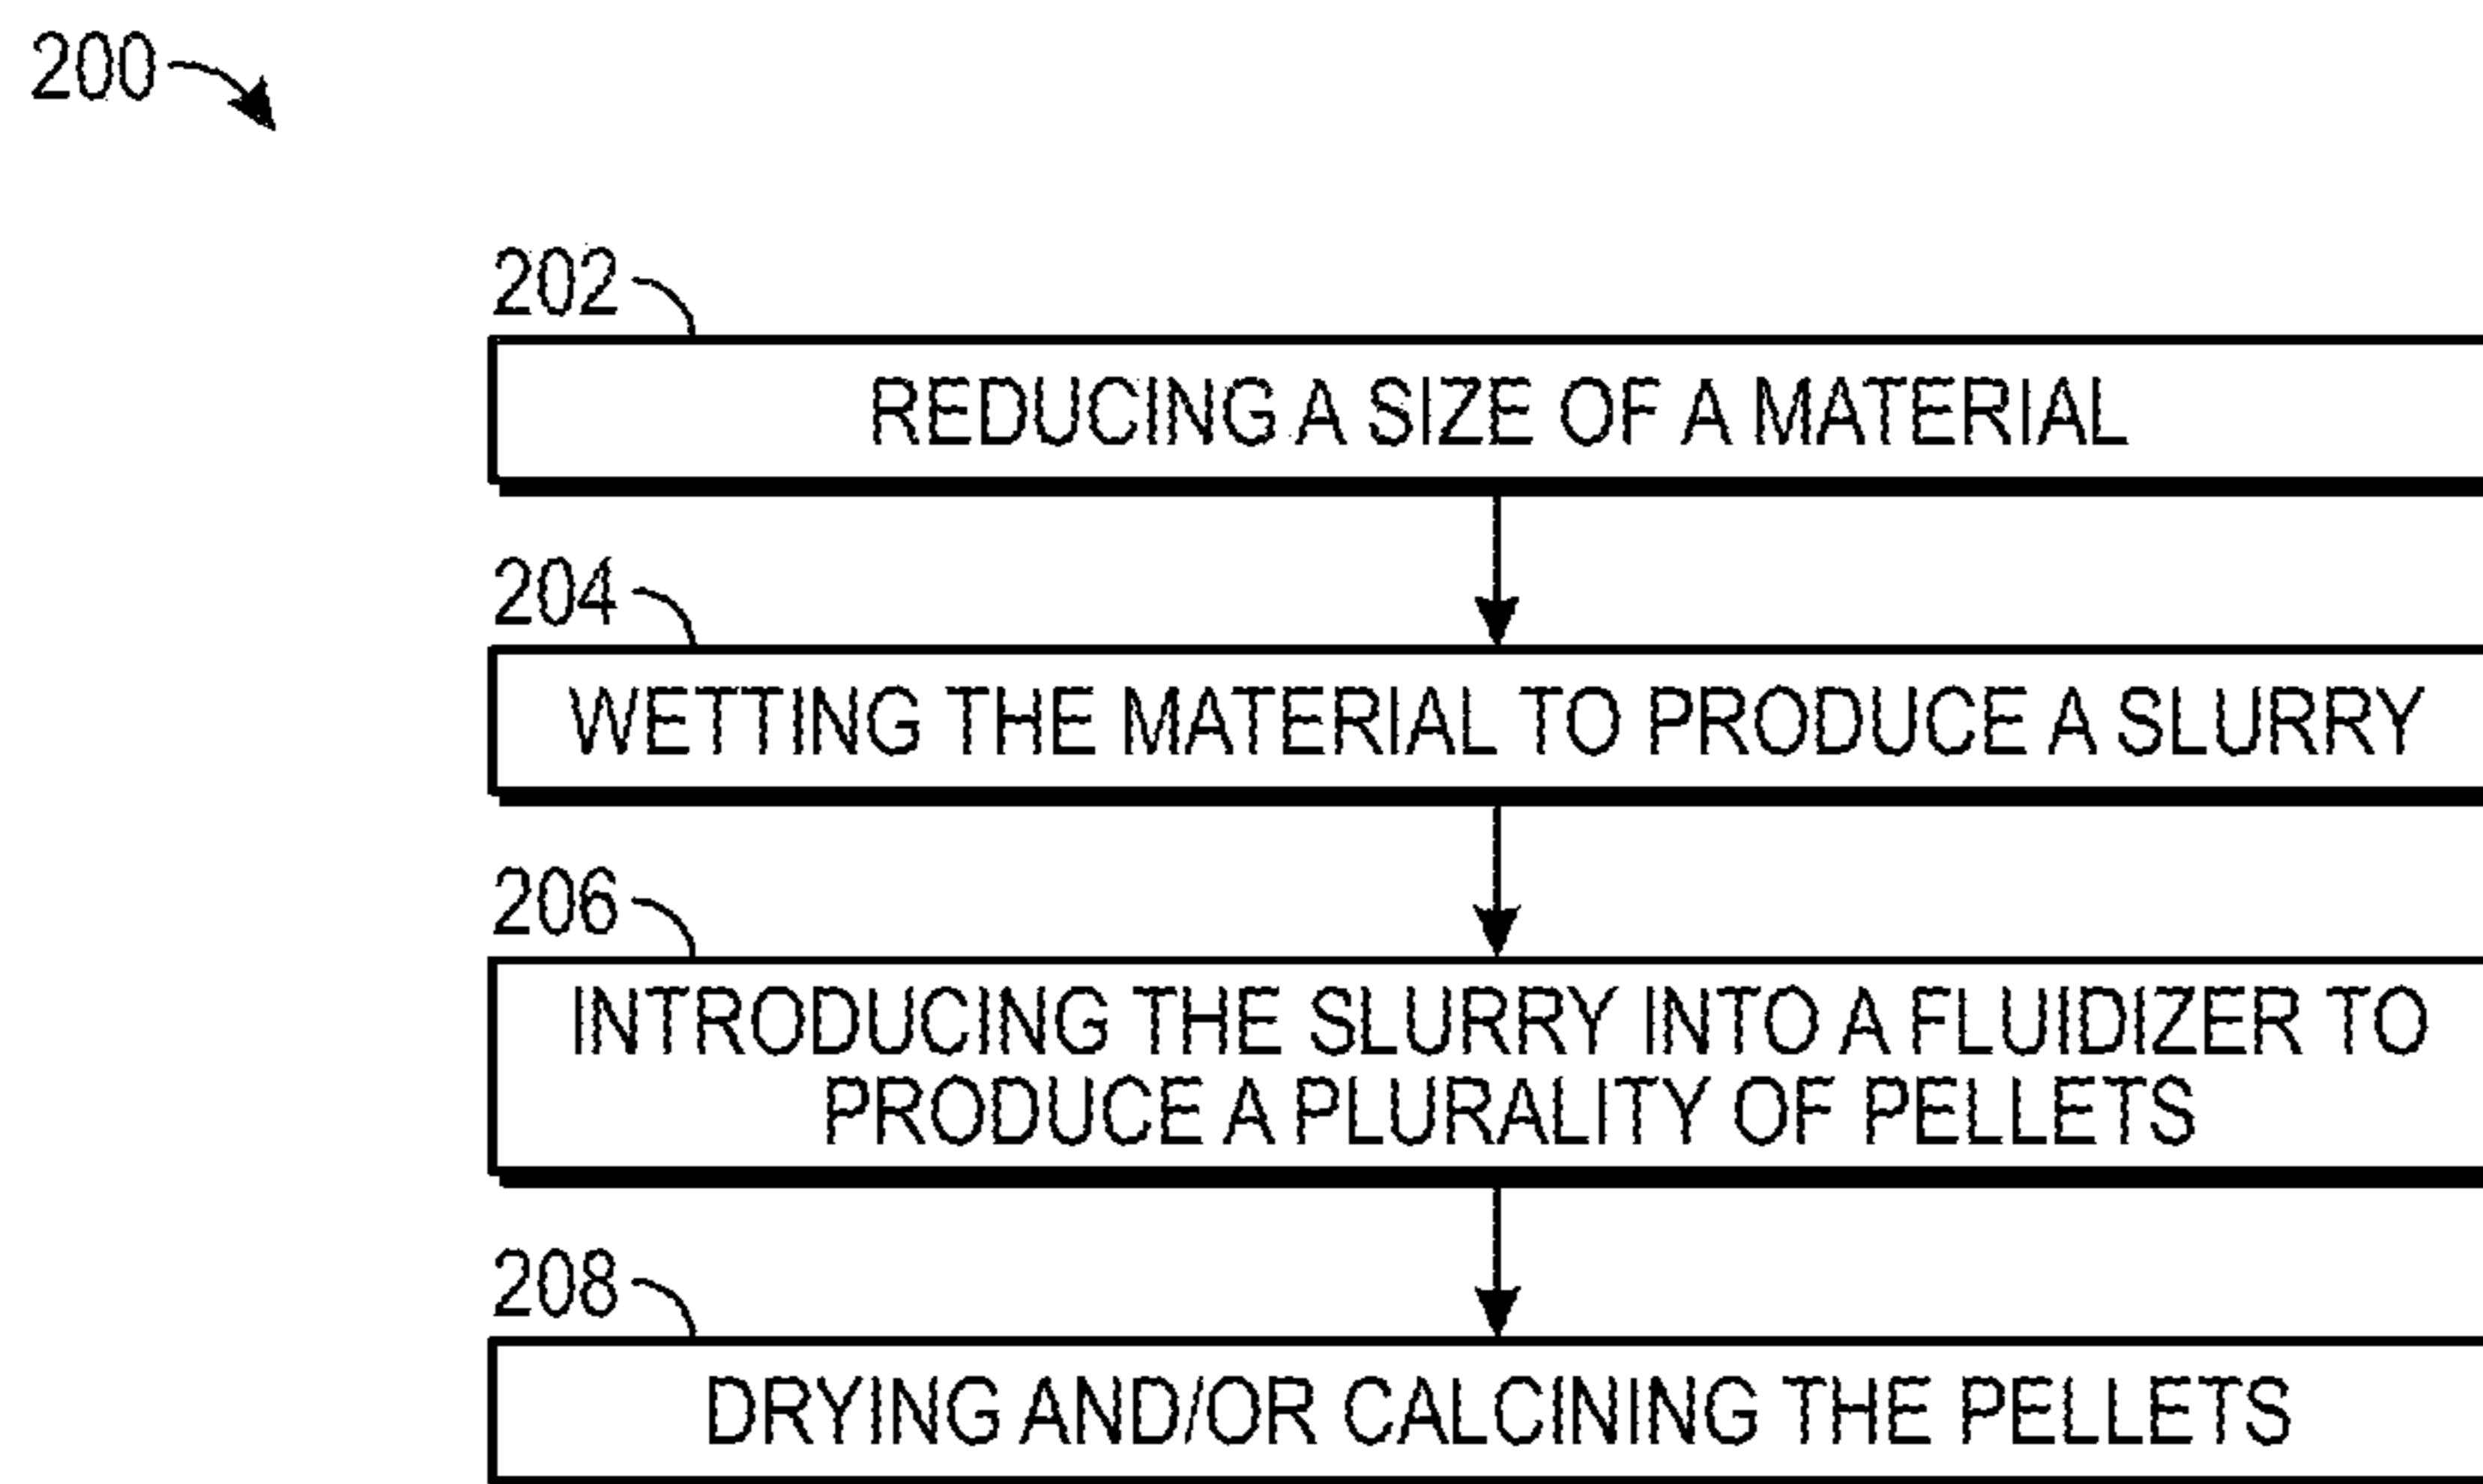 200
202
REDUCING A SIZE OF A MATERIAL
204
WETTING THE MATERIAL TO PRODUCE A SLURRY
206
INTRODUCING THE SLURRY INTO A FLUIDIZER TO
PRODUCE A PLURALITY OF PELLETS
208
DRYING AND/OR CALCINING THE PELLETS